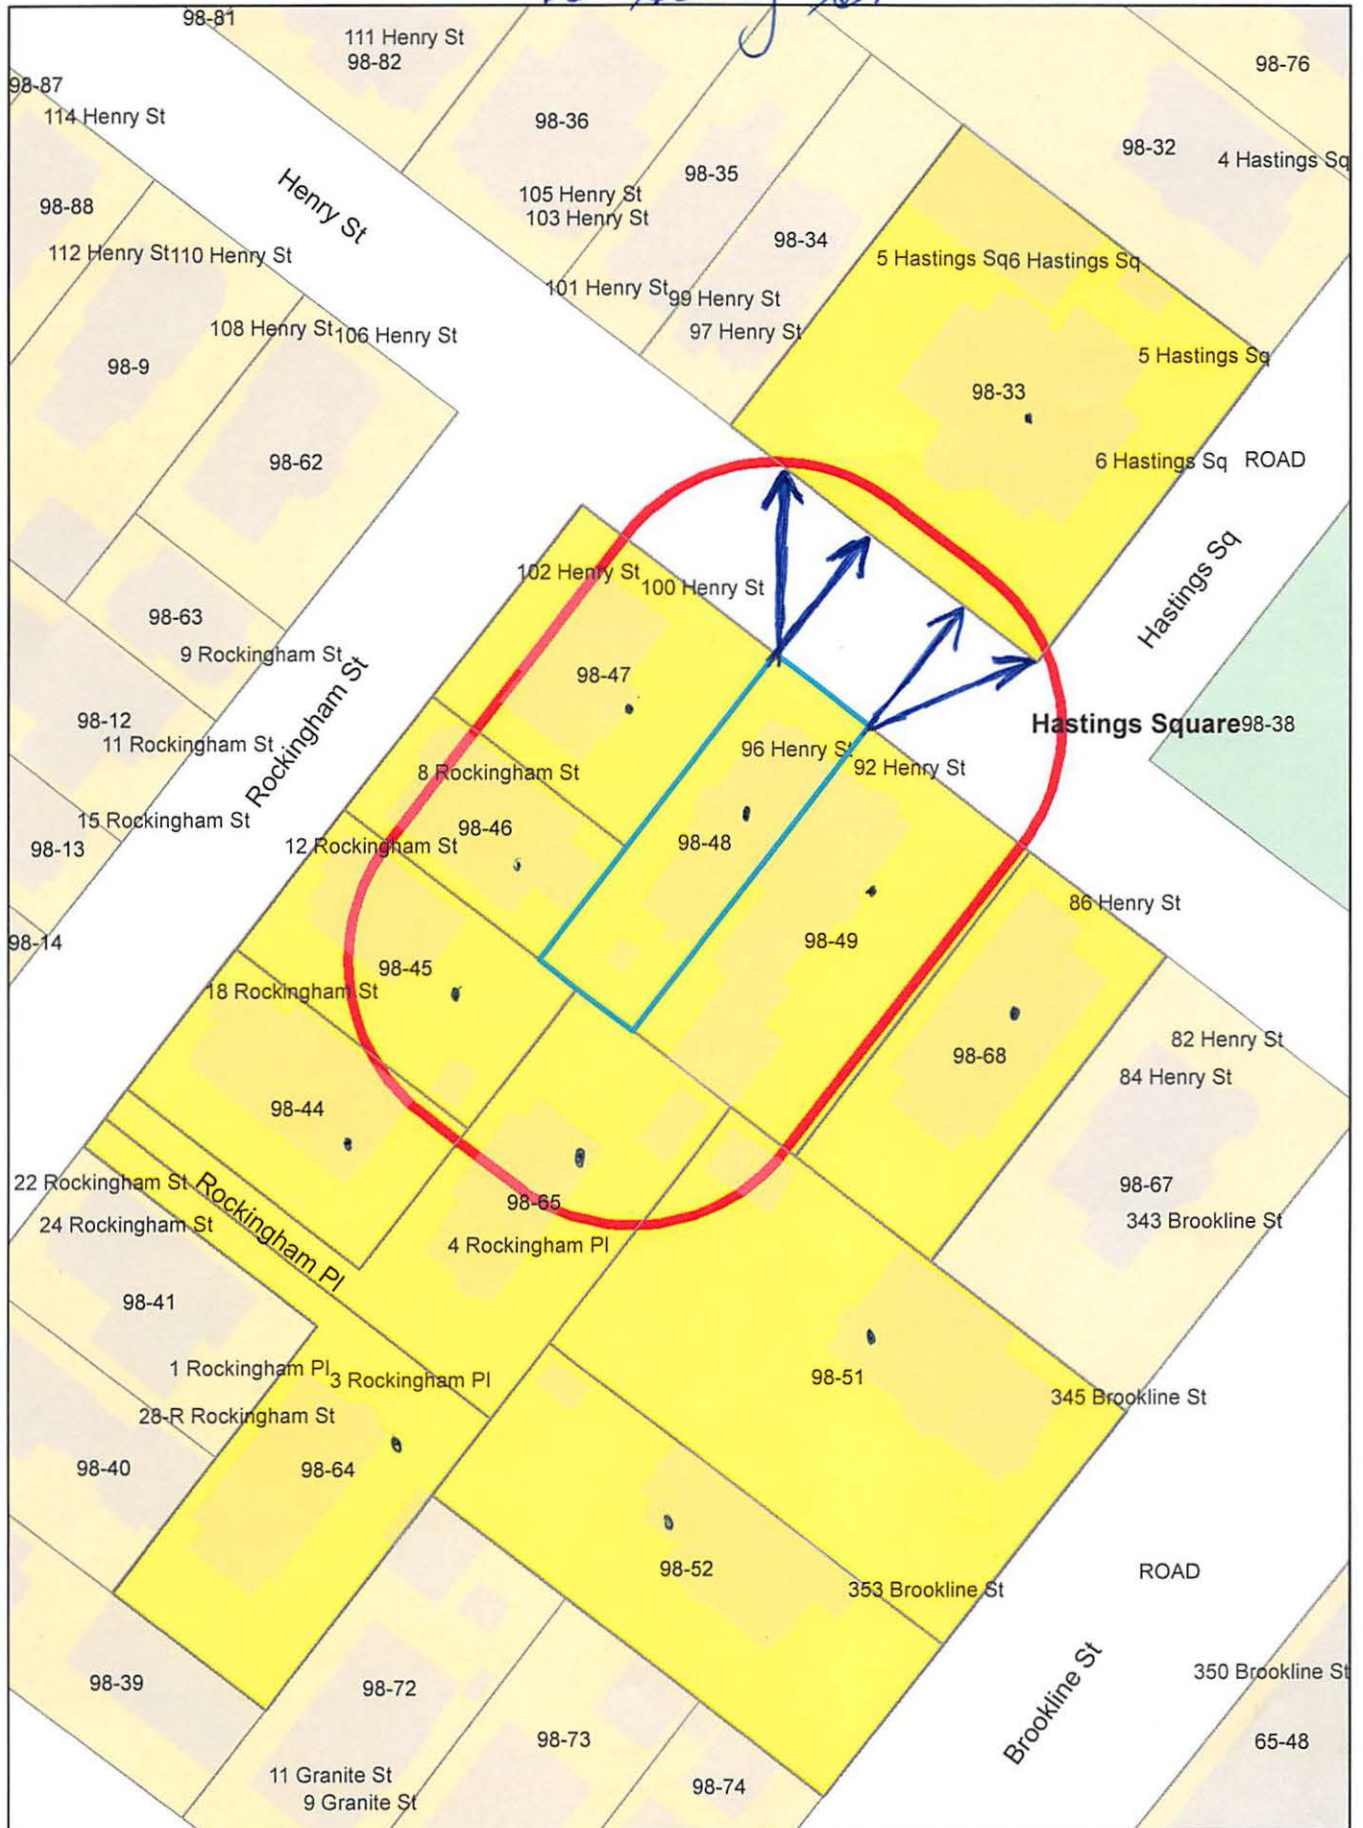 98-81
111 Henry St
98-82
98-76
98-87
114 Henry St
98-36
98-32
4 Hastings Sq
98-35
105 Henry St
103 Henry St
98-88
Henry St
98-34
112 Henry St
110 Henry St
5 Hastings Sq
6 Hastings Sq
101 Henry St
99 Henry St
97 Henry St
108 Henry St
106 Henry St
5 Hastings Sq
98-9
98-33
98-62
6 Hastings Sq
ROAD
102 Henry St
100 Henry St
Hastings Sq
98-63
9 Rockingham St
98-47
98-12
11 Rockingham St
Rockingham St
Hastings Square
98-38
96 Henry St
92 Henry St
8 Rockingham St
15 Rockingham St
98-46
98-48
12 Rockingham St
98-13
86 Henry St
98-14
98-49
98-45
18 Rockingham St
98-68
82 Henry St
84 Henry St
98-44
22 Rockingham St
Rockingham Pl
98-65
98-67
24 Rockingham St
343 Brookline St
4 Rockingham Pl
98-41
1 Rockingham Pl
3 Rockingham Pl
98-51
345 Brookline St
28-R Rockingham St
98-40
98-64
98-52
353 Brookline St
ROAD
98-39
98-72
Brookline St
350 Brookline St
98-73
65-48
11 Granite St
9 Granite St
98-74